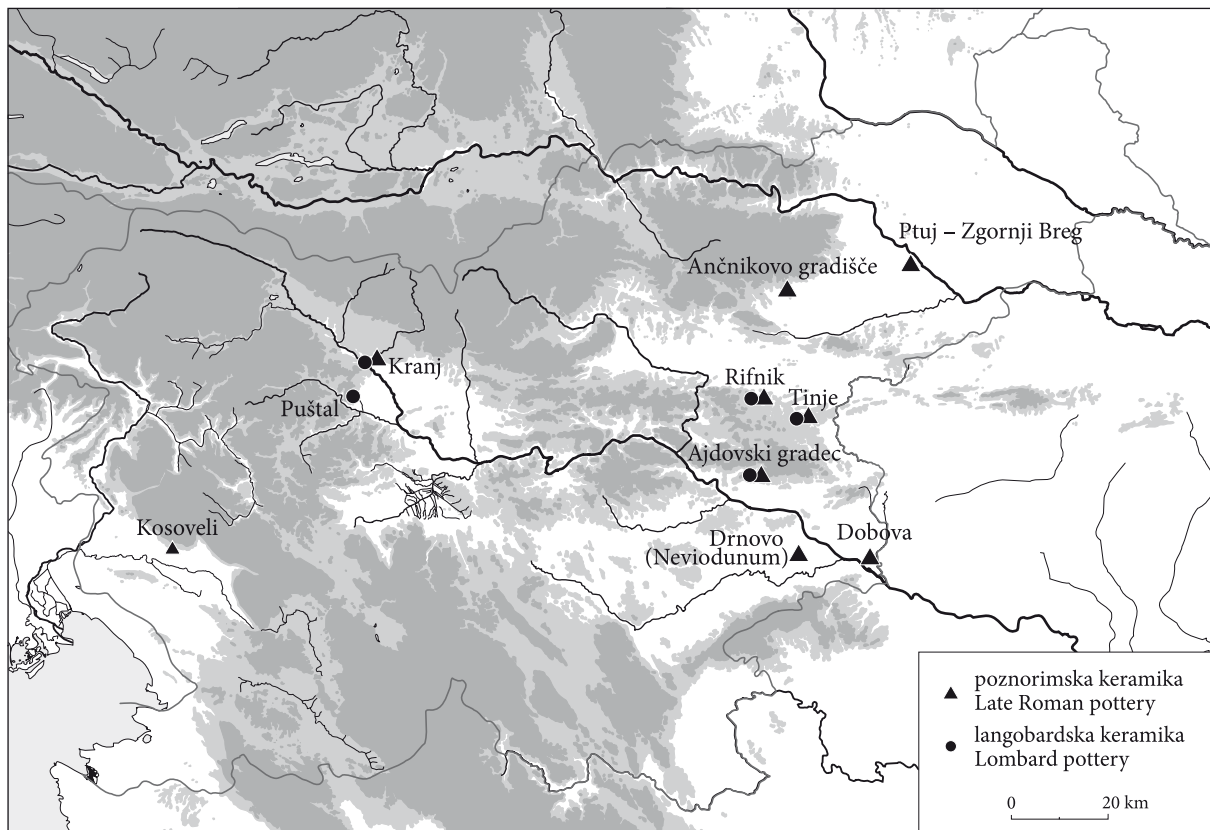 Ptuj – Zgornji Breg
Ančnikovo gradišče
Kranj
Rifnik
Puštal
Tinje
Ajdovski gradec
Kosoveli
Drnovo
(Neviodunum)
Dobova
poznorimska keramika
Late Roman pottery
langobardska keramika
Lombard pottery
0 20 km